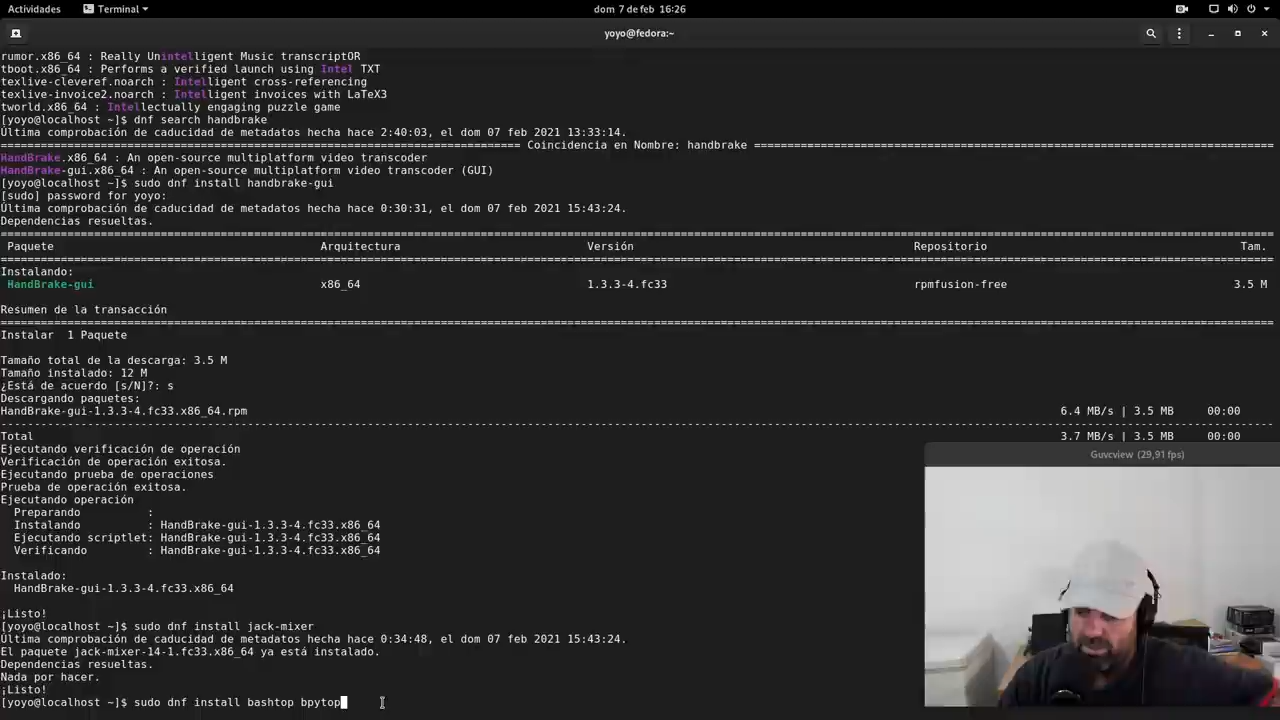 Actividades
Terminal
dom 7 de feb 16:26
yoyo@fedora:~
rumor.x86_64 : Really Unintelligent Music transcriptOR
tboot.x86_64 : Performs a verified launch using Intel TXT
texlive-cleveref.noarch : Intelligent cross-referencing
texlive-invoice2.noarch : Intelligent invoices with LaTeX3
tworld.x86_64 : Intellectually engaging puzzle game
[yoyo@localhost ~]$ dnf search handbrake
Última comprobación de caducidad de metadatos hecha hace 2:40:03, el dom 07 feb 2021 13:33:14.
============================== Coincidencia en Nombre: handbrake ==============================
HandBrake.x86_64 : An open-source multiplatform video transcoder
HandBrake-gui.x86_64 : An open-source multiplatform video transcoder (GUI)
[yoyo@localhost ~]$ sudo dnf install handbrake-gui
[sudo] password for yoyo:
Última comprobación de caducidad de metadatos hecha hace 0:30:31, el dom 07 feb 2021 15:43:24.
Dependencias resueltas.
Paquete Arquitectura Versión Repositorio Tam.
Instalando:
HandBrake-gui x86_64 1.3.3-4.fc33 rpmfusion-free 3.5 M
Resumen de la transacción
Instalar 1 Paquete
Tamaño total de la descarga: 3.5 M
Tamaño instalado: 12 M
¿Está de acuerdo [s/N]?: s
Descargando paquetes:
HandBrake-gui-1.3.3-4.fc33.x86_64.rpm 6.4 MB/s | 3.5 MB 00:00
Total 3.7 MB/s | 3.5 MB 00:00
Ejecutando verificación de operación
Verificación de operación exitosa.
Ejecutando prueba de operaciones
Prueba de operación exitosa.
Ejecutando operación
Preparando :
Instalando : HandBrake-gui-1.3.3-4.fc33.x86_64
Ejecutando scriptlet: HandBrake-gui-1.3.3-4.fc33.x86_64
Verificando : HandBrake-gui-1.3.3-4.fc33.x86_64
Instalado:
HandBrake-gui-1.3.3-4.fc33.x86_64
¡Listo!
[yoyo@localhost ~]$ sudo dnf install jack-mixer
Última comprobación de caducidad de metadatos hecha hace 0:34:48, el dom 07 feb 2021 15:43:24.
El paquete jack-mixer-14-1.fc33.x86_64 ya está instalado.
Dependencias resueltas.
Nada por hacer.
¡Listo!
[yoyo@localhost ~]$ sudo dnf install bashtop bpytop
Guvcview (29,91 fps)